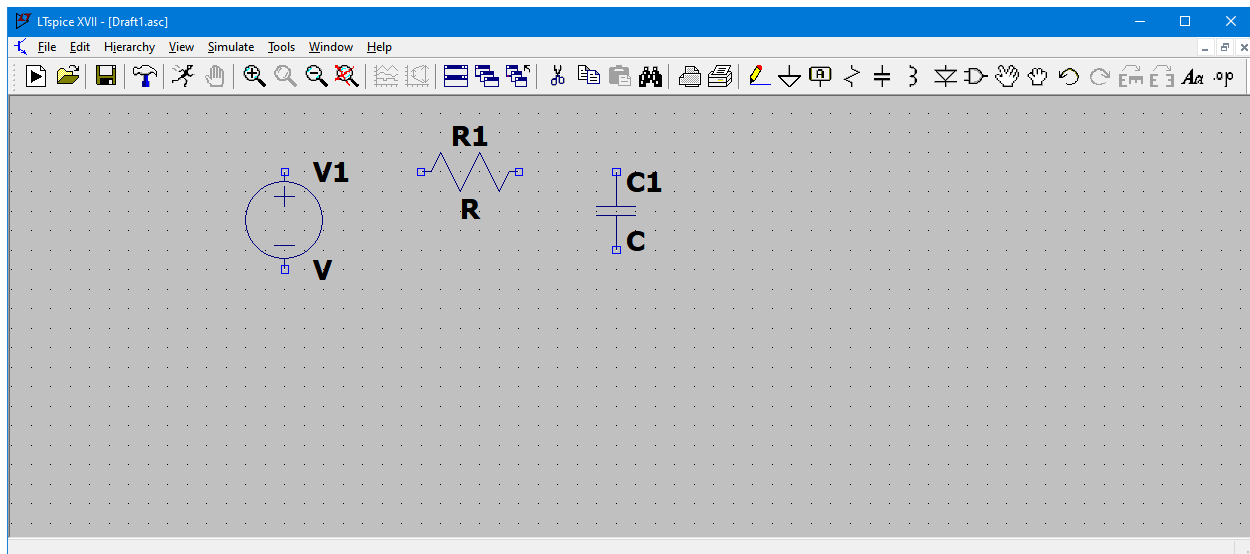 LTspice XVII - [Draft1.asc]
File Edit Hierarchy View Simulate Tools Window Help
A Aa .op
R1
V1
C1
R
C
V